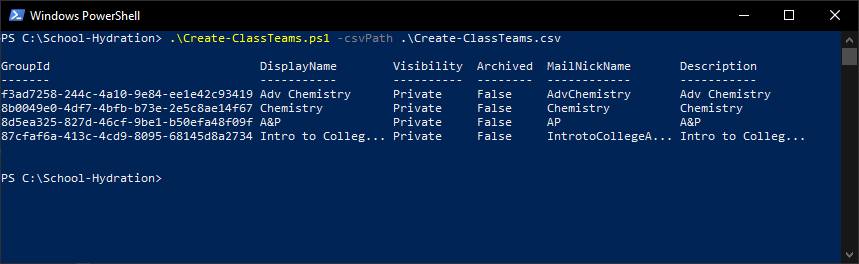 Windows PowerShell
PS C:\School-Hydration> .\Create-ClassTeams.ps1 -csvPath .\Create-ClassTeams.csv
GroupId DisplayName Visibility Archived MailNickName Description
------- ----------- ---------- -------- ------------ -----------
f3ad7258-244c-4a10-9e84-ee1e42c93419 Adv Chemistry Private False AdvChemistry Adv Chemistry
8b0049e0-4df7-4bfb-b73e-2e5c8ae14f67 Chemistry Private False Chemistry Chemistry
8d5ea325-827d-46cf-9be1-b50efa48f09f A&P Private False AP A&P
87cfaf6a-413c-4cd9-8095-68145d8a2734 Intro to Colleg... Private False IntrotoCollegeA... Intro to Colleg...
PS C:\School-Hydration>